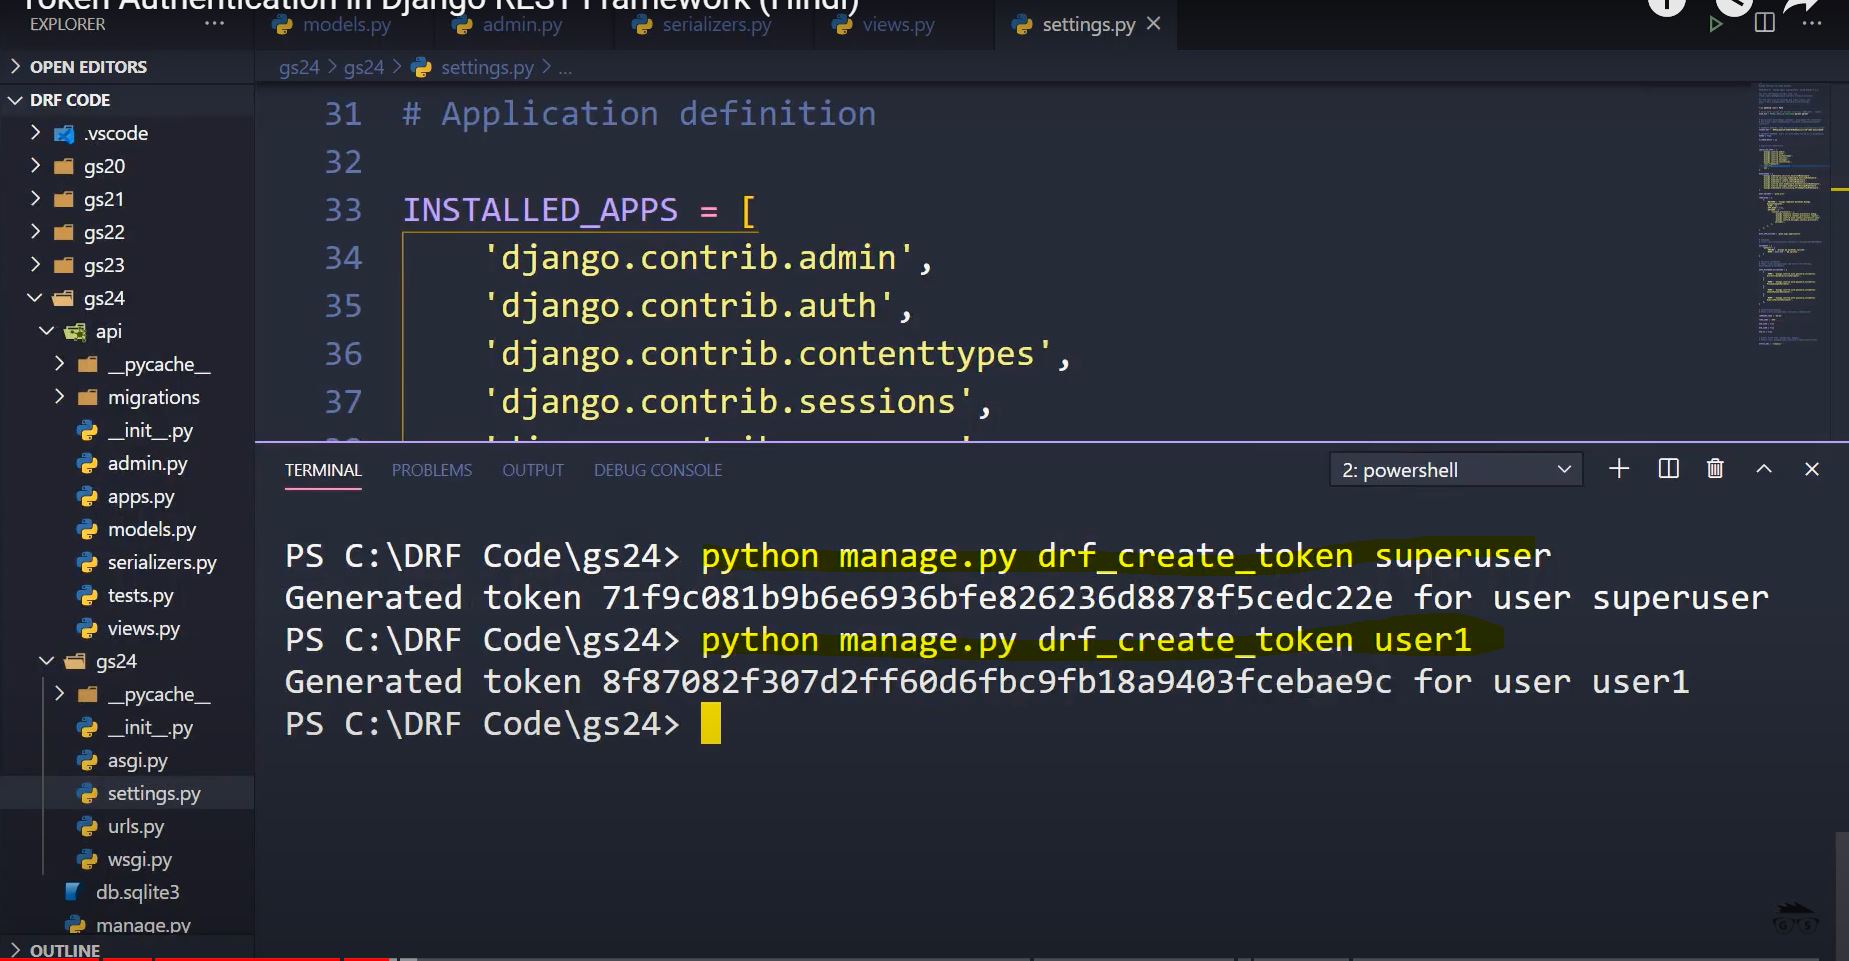 Token Authentication in Django REST Framework (Hindi)
EXPLORER ...
models.py admin.py serializers.py views.py settings.py
OPEN EDITORS
gs24 > gs24 > settings.py > ...
DRF CODE
.vscode
gs20
gs21
gs22
gs23
gs24
api
__pycache__
migrations
__init__.py
admin.py
apps.py
models.py
serializers.py
tests.py
views.py
gs24
__pycache__
__init__.py
asgi.py
settings.py
urls.py
wsgi.py
db.sqlite3
manage.py
OUTLINE
31 # Application definition
32
33 INSTALLED_APPS = [
34 'django.contrib.admin',
35 'django.contrib.auth',
36 'django.contrib.contenttypes',
37 'django.contrib.sessions',
TERMINAL PROBLEMS OUTPUT DEBUG CONSOLE 2: powershell
PS C:\DRF Code\gs24> python manage.py drf_create_token superuser
Generated token 71f9c081b9b6e6936bfe826236d8878f5cedc22e for user superuser
PS C:\DRF Code\gs24> python manage.py drf_create_token user1
Generated token 8f87082f307d2ff60d6fbc9fb18a9403fcebae9c for user user1
PS C:\DRF Code\gs24>
G S